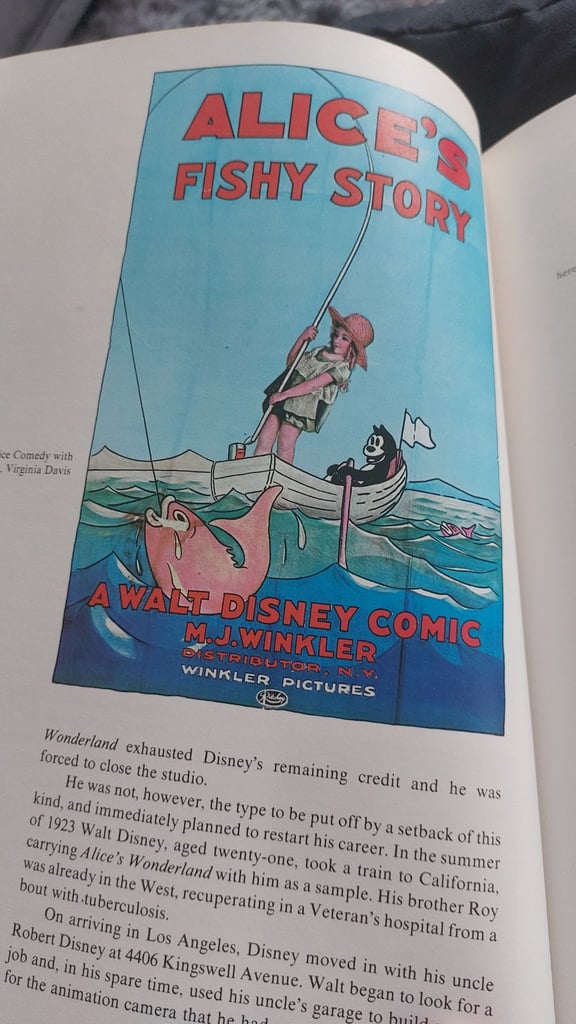 ALICE'S
FISHY STORY
ice Comedy with
, Virginia Davis
A WALT DISNEY COMIC
M.J. WINKLER
DISTRIBUTOR, N.Y.
WINKLER PICTURES
Wonderland exhausted Disney's remaining credit and he was
forced to close the studio.
He was not, however, the type to be put off by a setback of this
kind, and immediately planned to restart his career. In the summer
of 1923 Walt Disney, aged twenty-one, took a train to California,
carrying Alice's Wonderland with him as a sample. His brother Roy
was already in the West, recuperating in a Veteran's hospital from a
bout with tuberculosis.
On arriving in Los Angeles, Disney moved in with his uncle
Robert Disney at 4406 Kingswell Avenue. Walt began to look for a
job and, in his spare time, used his uncle's garage to build
for the animation camera that he had